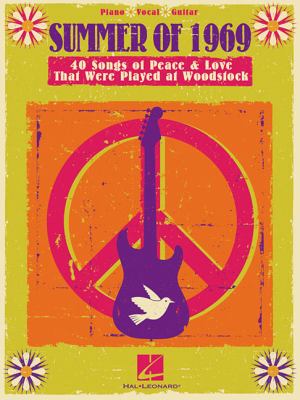 Piano • Vocal • Guitar
SUMMER OF 1969
40 Songs of Peace & Love
That Were Played at Woodstock
HAL•LEONARD®